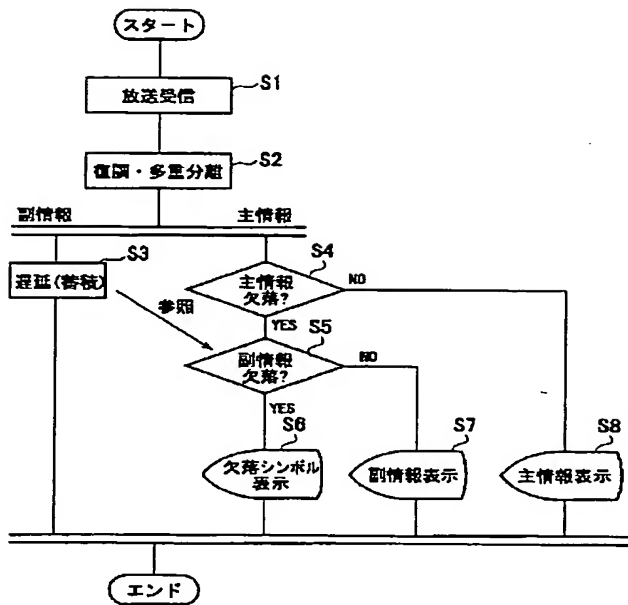 スタート
放送受信
S1
復調・多重分離
S2
副情報
主情報
S3
遅延(蓄積)
S4
主情報
欠落?
NO
参照
YES
S5
副情報
欠落?
NO
YES
S6
欠落シンボル
表示
S7
副情報表示
S8
主情報表示
エンド